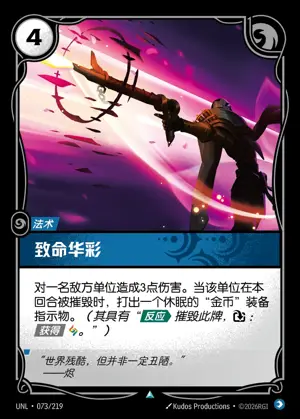 4
法术
致命华彩
对一名敌方单位造成3点伤害。当该单位在本
回合被摧毁时，打出一个休眠的“金币”装备
指示物。（其具有“反应 摧毁此牌，：
获得 。”）
“世界残酷，但并非一定丑陋。”
——烬
UNL · 073/219
Kudos Productions · ©2026RGI